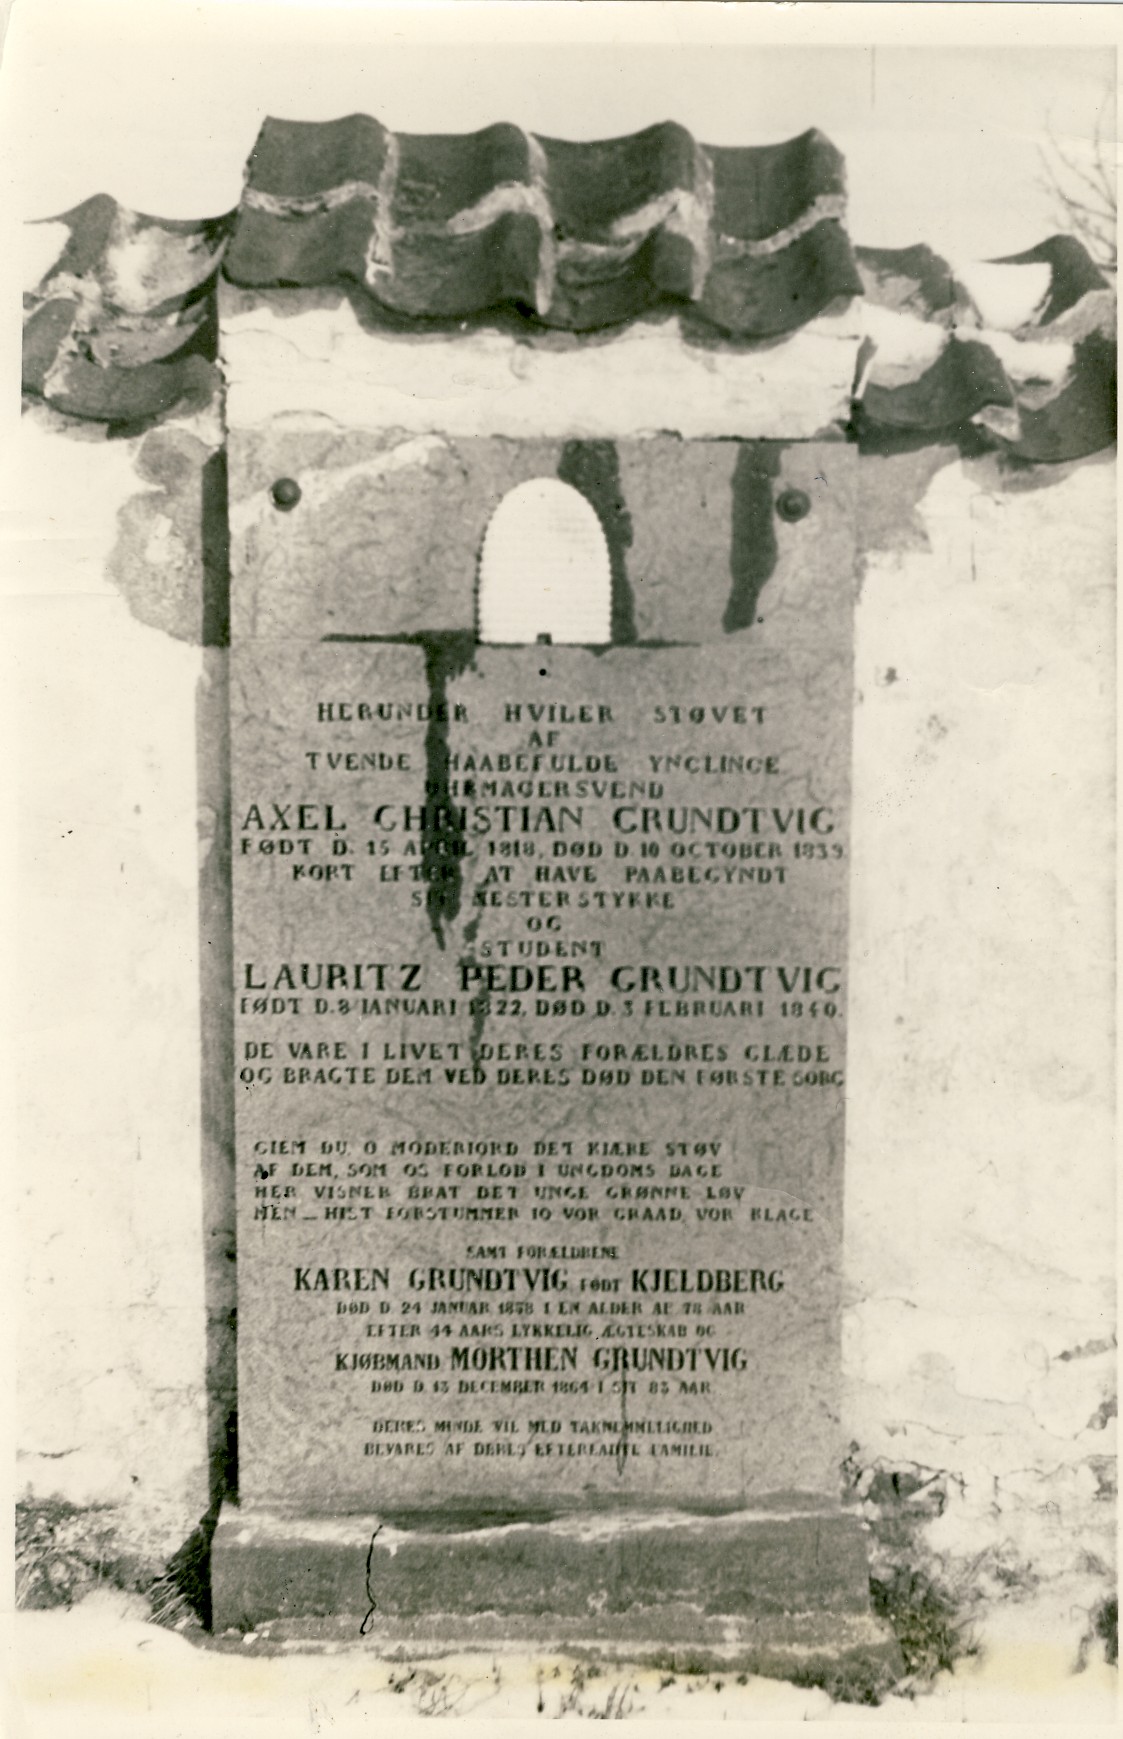 HERUNDER HVILER STØVET
AF
TVENDE HAABEFULDE YNGLINGE
UHRMAGERSVEND
AXEL CHRISTIAN GRUNDTVIG
FØDT D. 15 APRIL 1818, DØD D. 10 OCTOBER 1839
KORT EFTER AT HAVE PAABEGYNDT
SIT MESTERSTYKKE
OG
STUDENT
LAURITZ PEDER GRUNDTVIG
FØDT D. 8 IANUARI 1822, DØD D. 3 FEBRUARI 1840.
DE VARE I LIVET DERES FORÆLDRES GLÆDE
OG BRAGTE DEM VED DERES DØD DEN FØRSTE SORG
GIEM DU, O MODERIORD DET KIÆRE STØV
AF DEM, SOM OS FORLOD I UNGDOMS DAGE
HER VISNER BRAT DET UNGE GRØNNE LØV
MEN _ HIST FORSTUMMER IO VOR GRAAD, VOR KLAGE
SAMT FORÆLDRENE
KAREN GRUNDTVIG FØDT KJELDBERG
DØD D. 24 JANUAR 1858 I EN ALDER AF 78 AAR
EFTER 44 AARS LYKKELIG ÆGTESKAB OG
KJØBMAND MORTHEN GRUNDTVIG
DØD D. 13 DECEMBER 1864 I SIT 83 AAR
DERES MINDE VIL MED TAKNEMMELIGHED
BEVARES AF DERES EFTERLADTE FAMILIE.